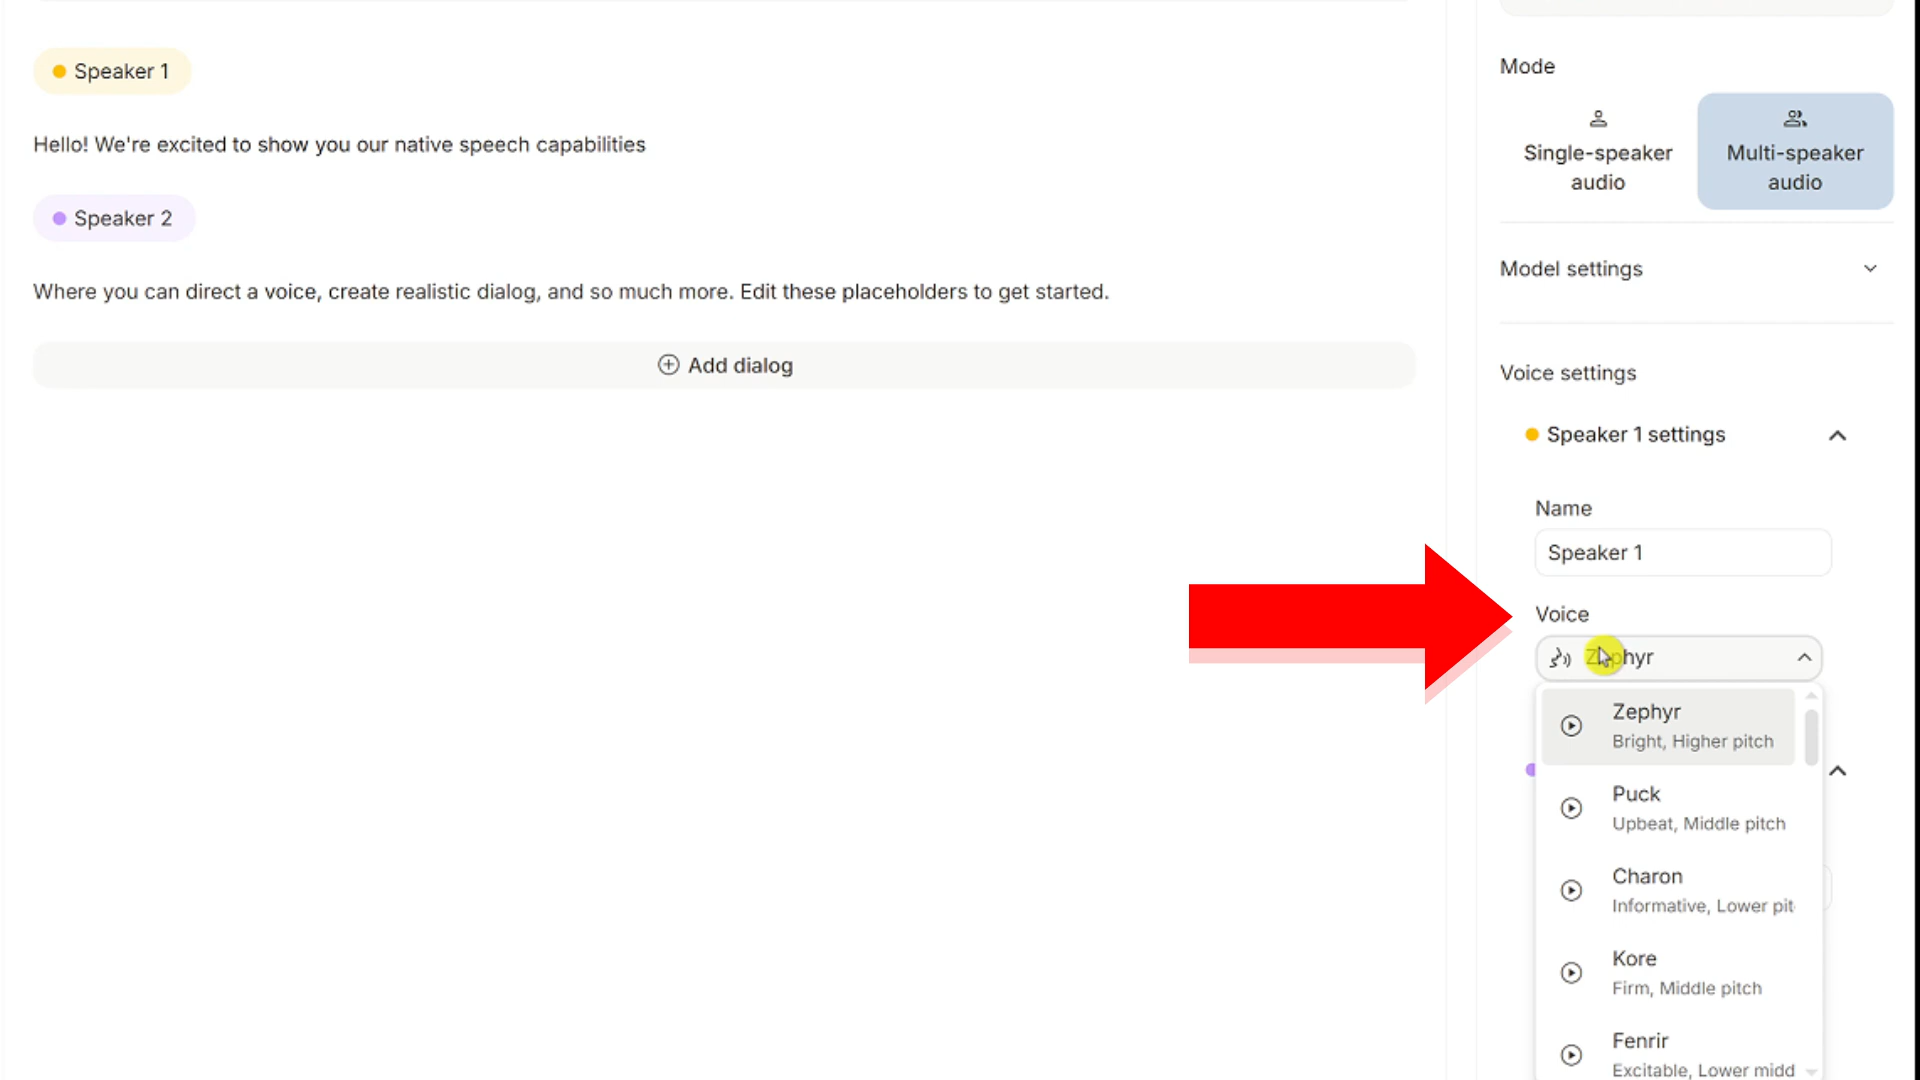 Speaker 1
Hello! We're excited to show you our native speech capabilities
Speaker 2
Where you can direct a voice, create realistic dialog, and so much more. Edit these placeholders to get started.
Add dialog
Mode
Single-speaker
audio
Multi-speaker
audio
Model settings
Voice settings
Speaker 1 settings
Name
Speaker 1
Voice
Zephyr
Zephyr
Bright, Higher pitch
Puck
Upbeat, Middle pitch
Charon
Informative, Lower pit
Kore
Firm, Middle pitch
Fenrir
Excitable, Lower midd